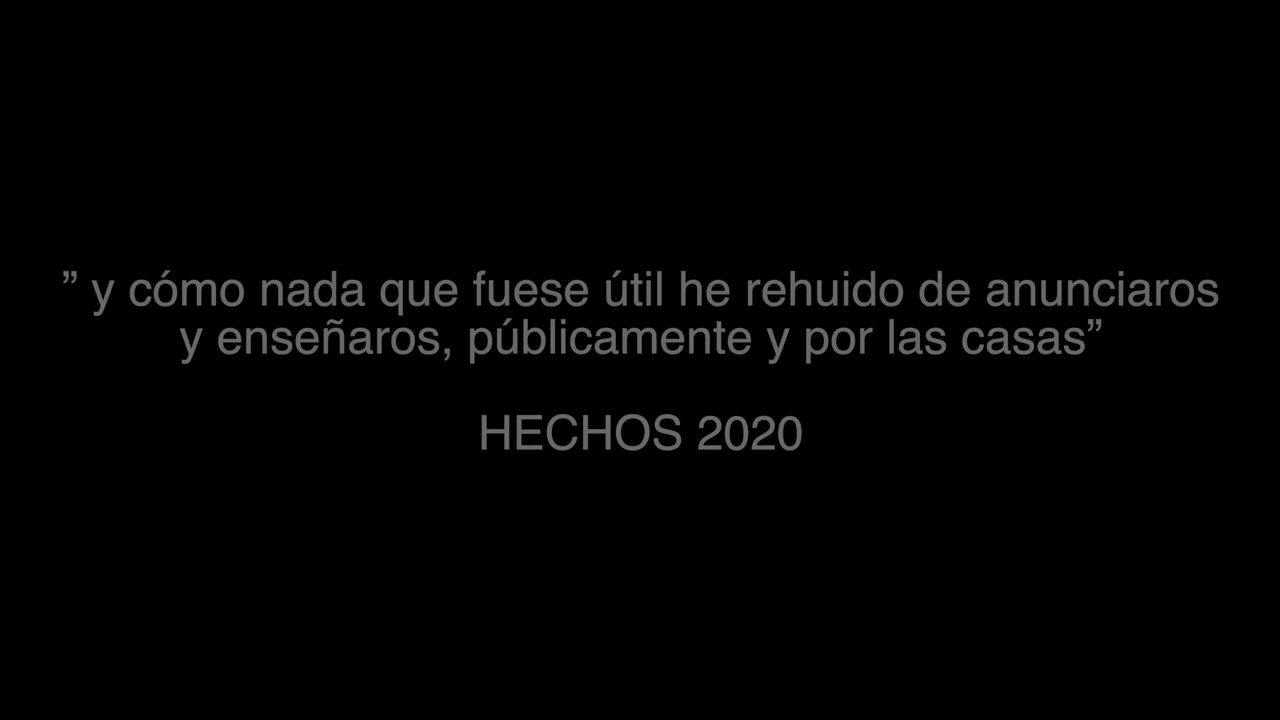 ” y cómo nada que fuese útil he rehuido de anunciaros
y enseñaros, públicamente y por las casas”
HECHOS 2020